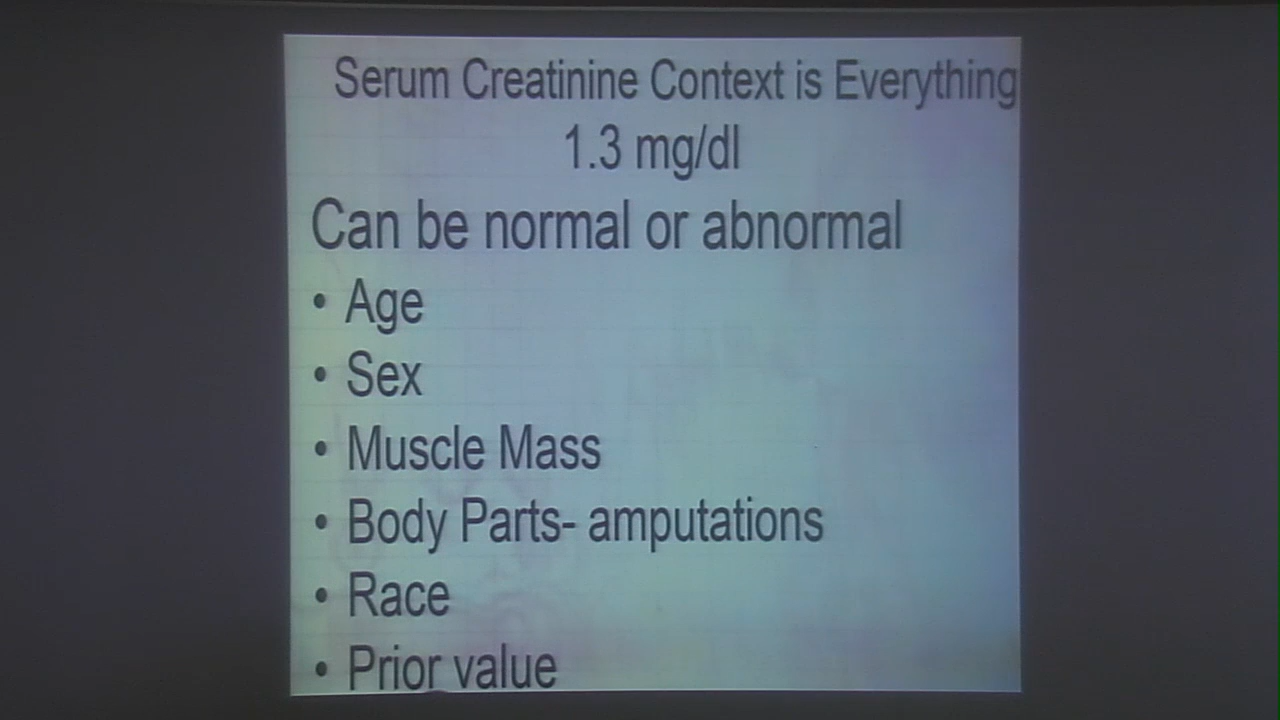 Serum Creatinine Context is Everything
1.3 mg/dl
Can be normal or abnormal
• Age
• Sex
• Muscle Mass
• Body Parts- amputations
• Race
• Prior value